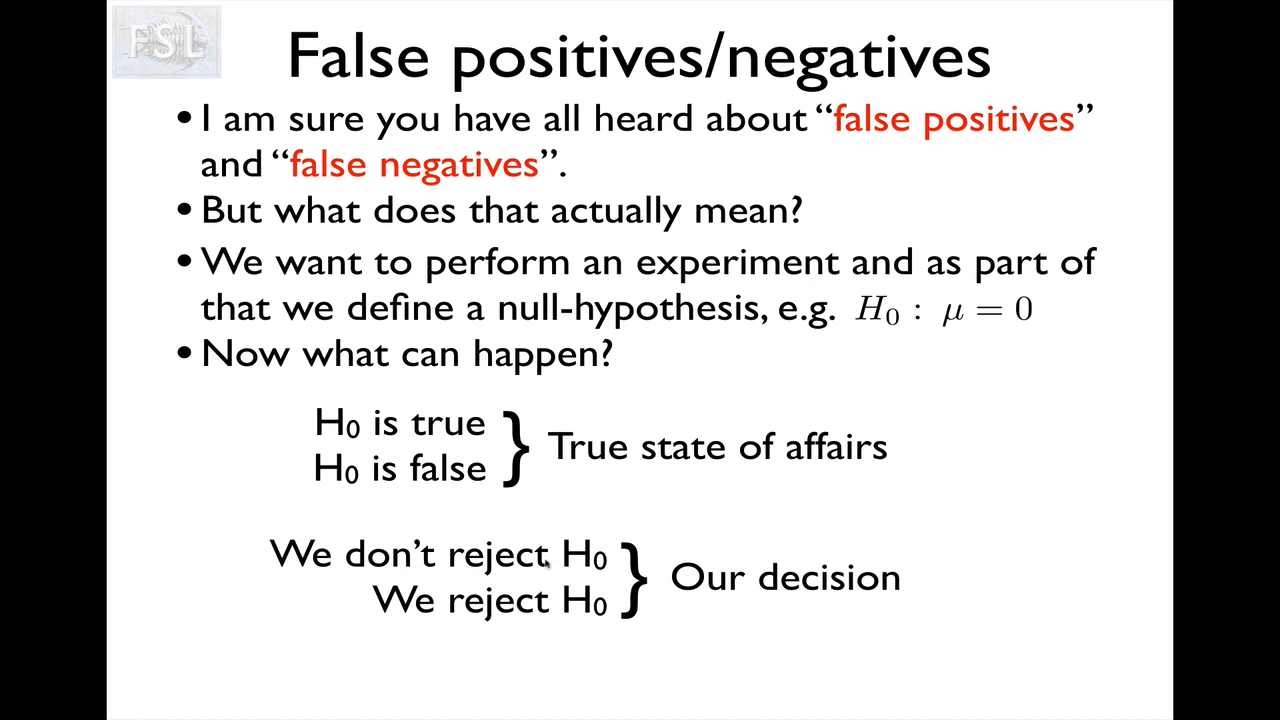 FSL
False positives/negatives
• I am sure you have all heard about “false positives”
and “false negatives”.
• But what does that actually mean?
• We want to perform an experiment and as part of
that we define a null-hypothesis, e.g. H₀ : μ = 0
• Now what can happen?
H₀ is true
H₀ is false
} True state of affairs
We don’t reject H₀
We reject H₀
} Our decision